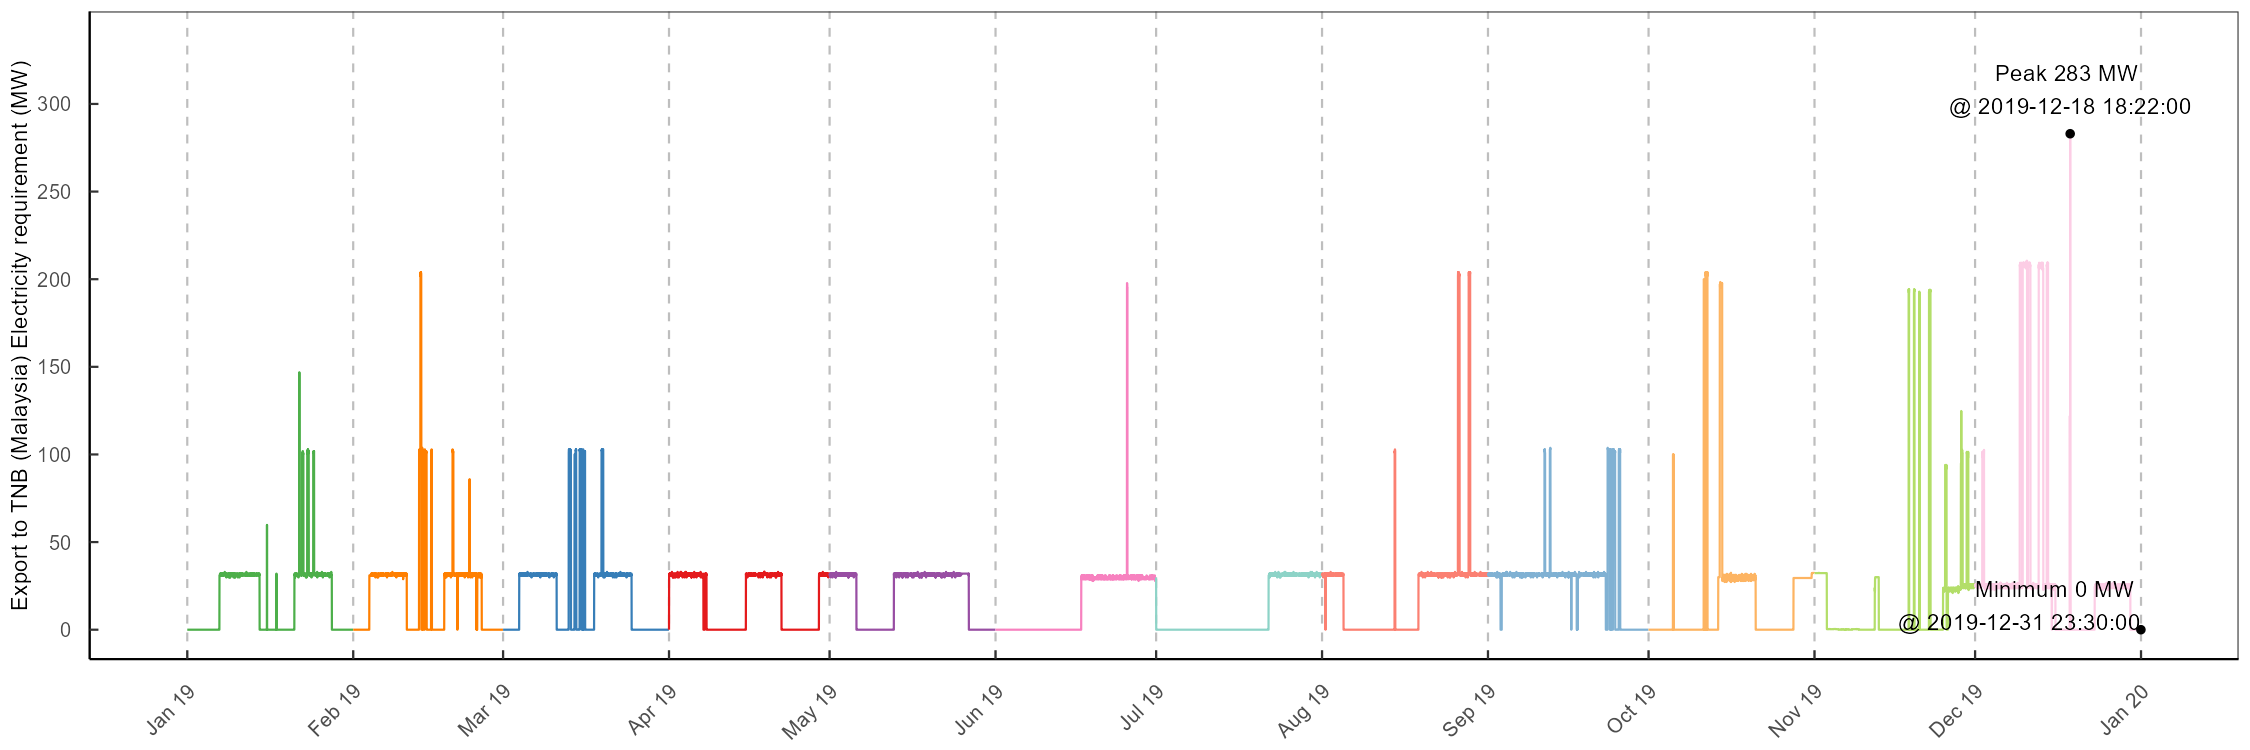 Export to TNB (Malaysia) Electricity requirement (MW)
300
250
200
150
100
50
0
Peak 283 MW
@ 2019-12-18 18:22:00
Minimum 0 MW
@ 2019-12-31 23:30:00
Jan 19
Feb 19
Mar 19
Apr 19
May 19
Jun 19
Jul 19
Aug 19
Sep 19
Oct 19
Nov 19
Dec 19
Jan 20